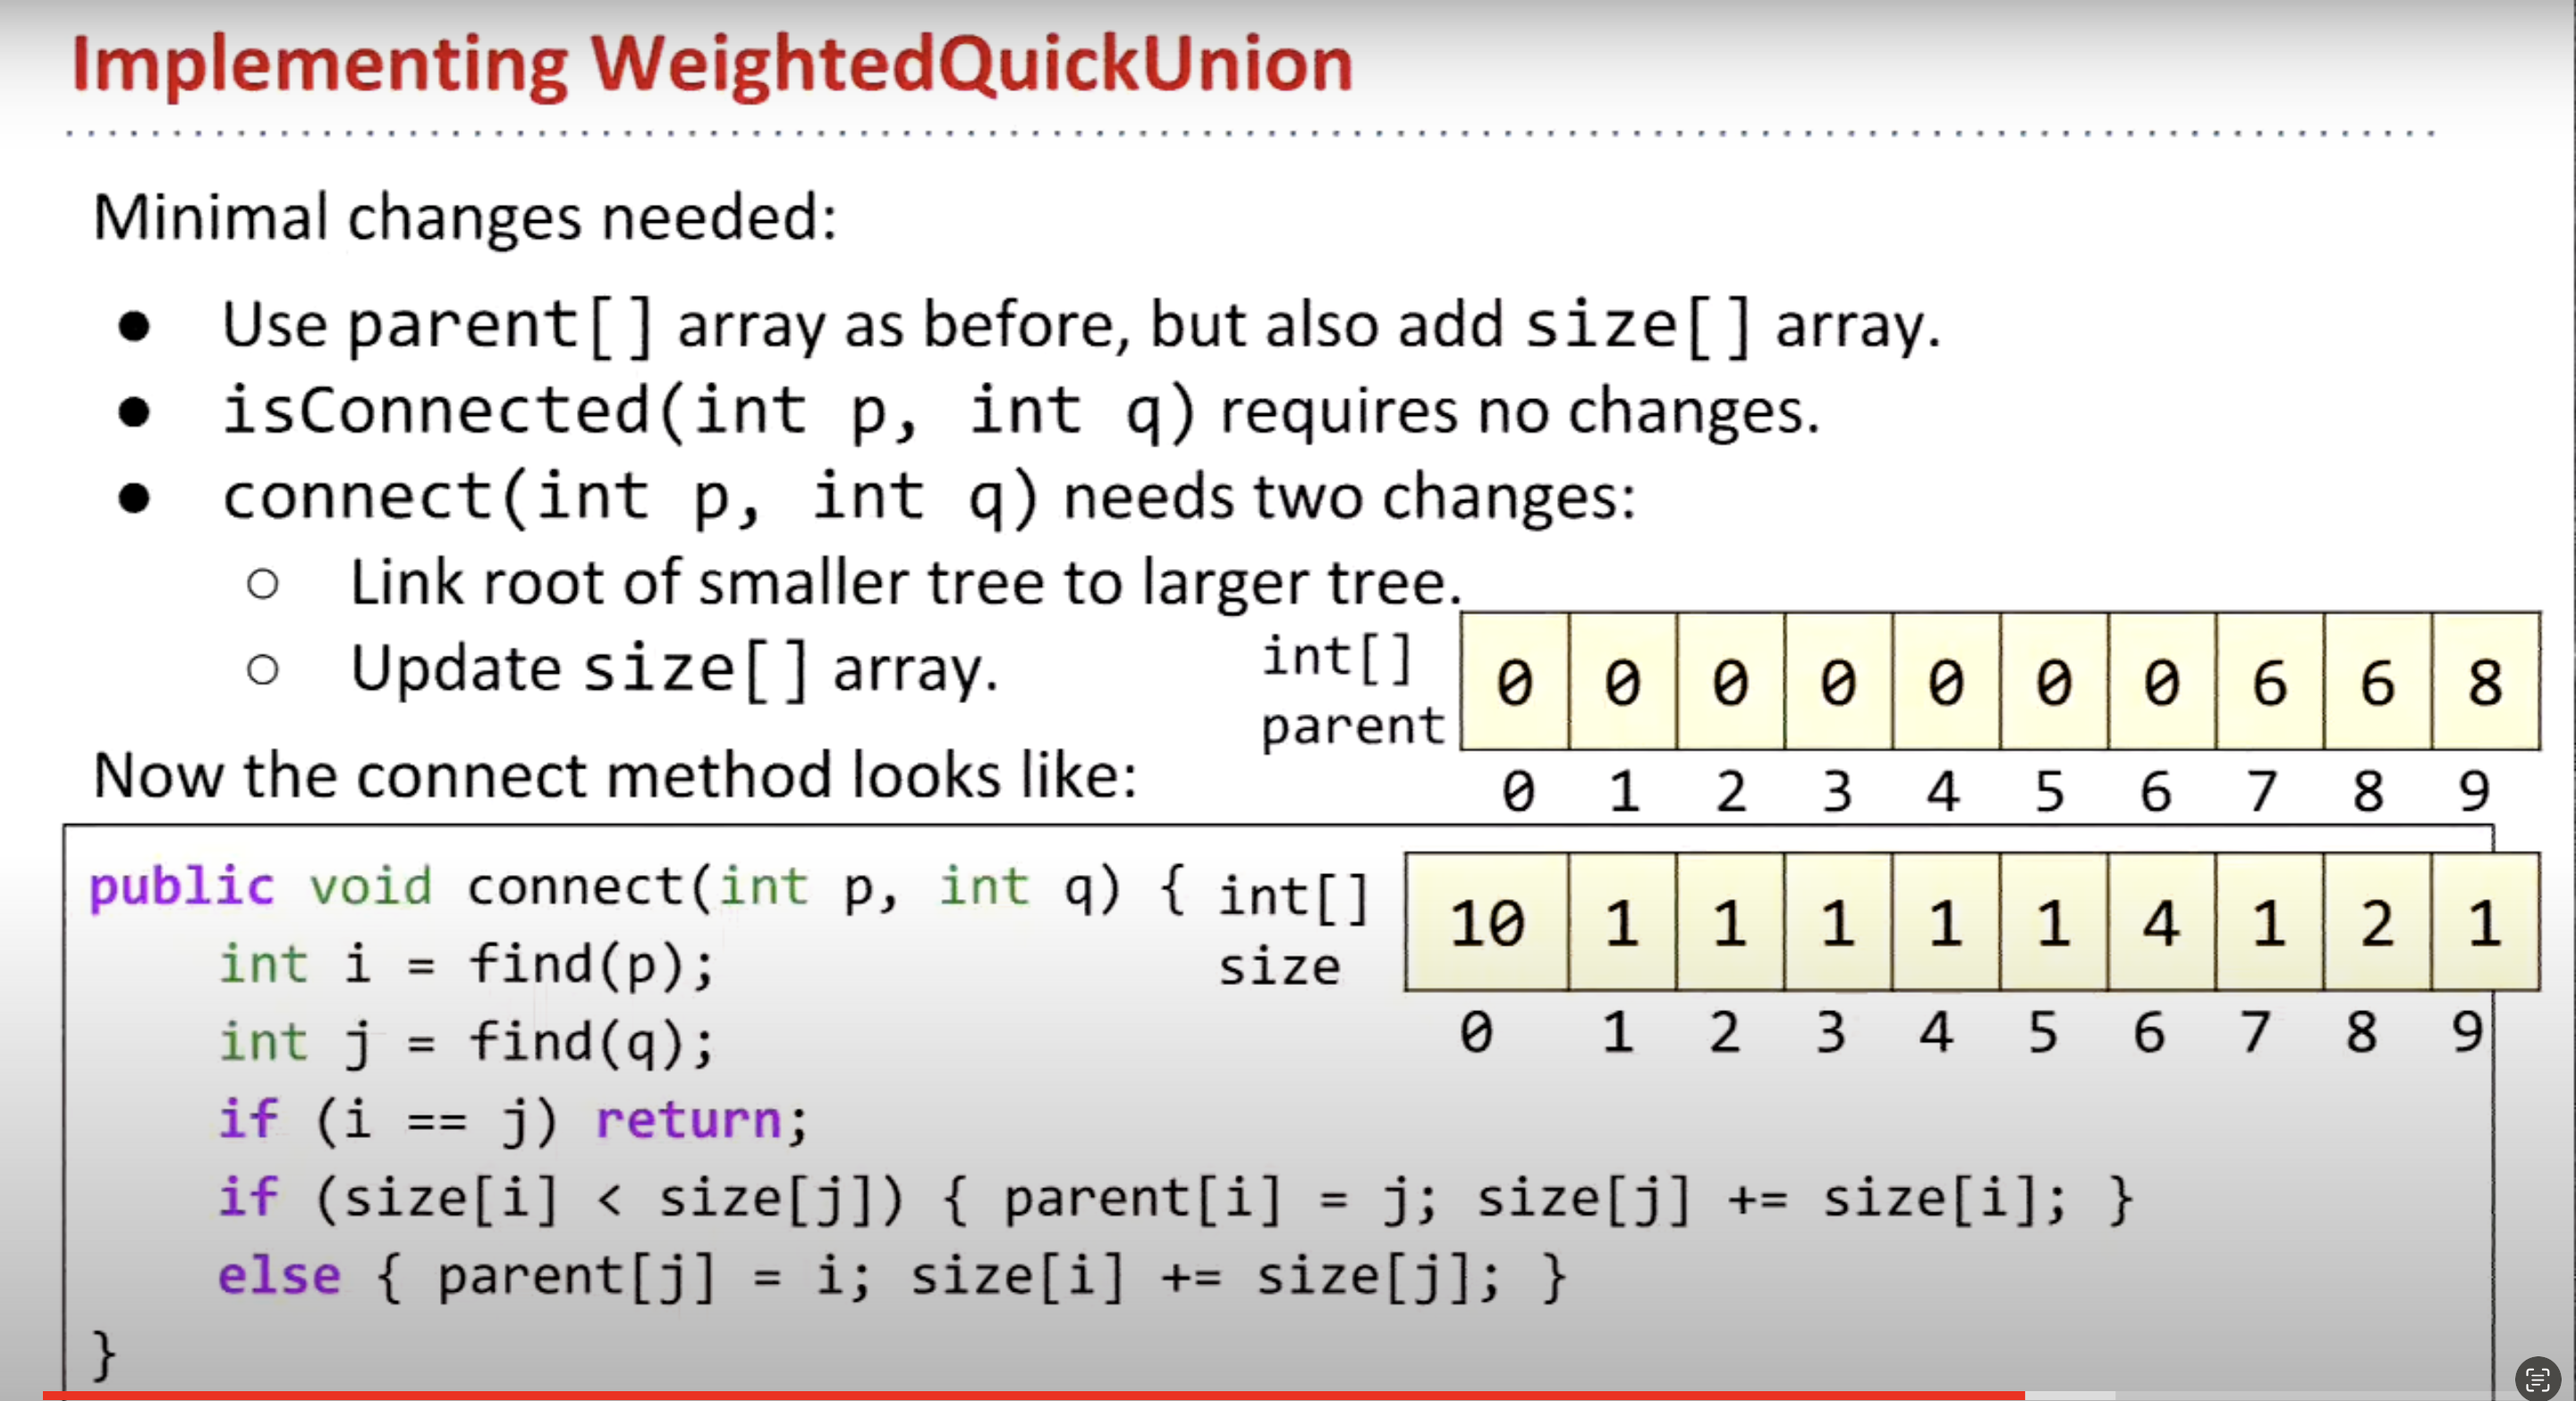 Implementing WeightedQuickUnion
Minimal changes needed:
● Use parent[] array as before, but also add size[] array.
● isConnected(int p, int q) requires no changes.
● connect(int p, int q) needs two changes:
○ Link root of smaller tree to larger tree.
○ Update size[] array.
int[]
parent
0 0 0 0 0 0 0 6 6 8
0 1 2 3 4 5 6 7 8 9
Now the connect method looks like:
int[]
size
10 1 1 1 1 1 4 1 2 1
0 1 2 3 4 5 6 7 8 9
public void connect(int p, int q) {
int i = find(p);
int j = find(q);
if (i == j) return;
if (size[i] < size[j]) { parent[i] = j; size[j] += size[i]; }
else { parent[j] = i; size[i] += size[j]; }
}